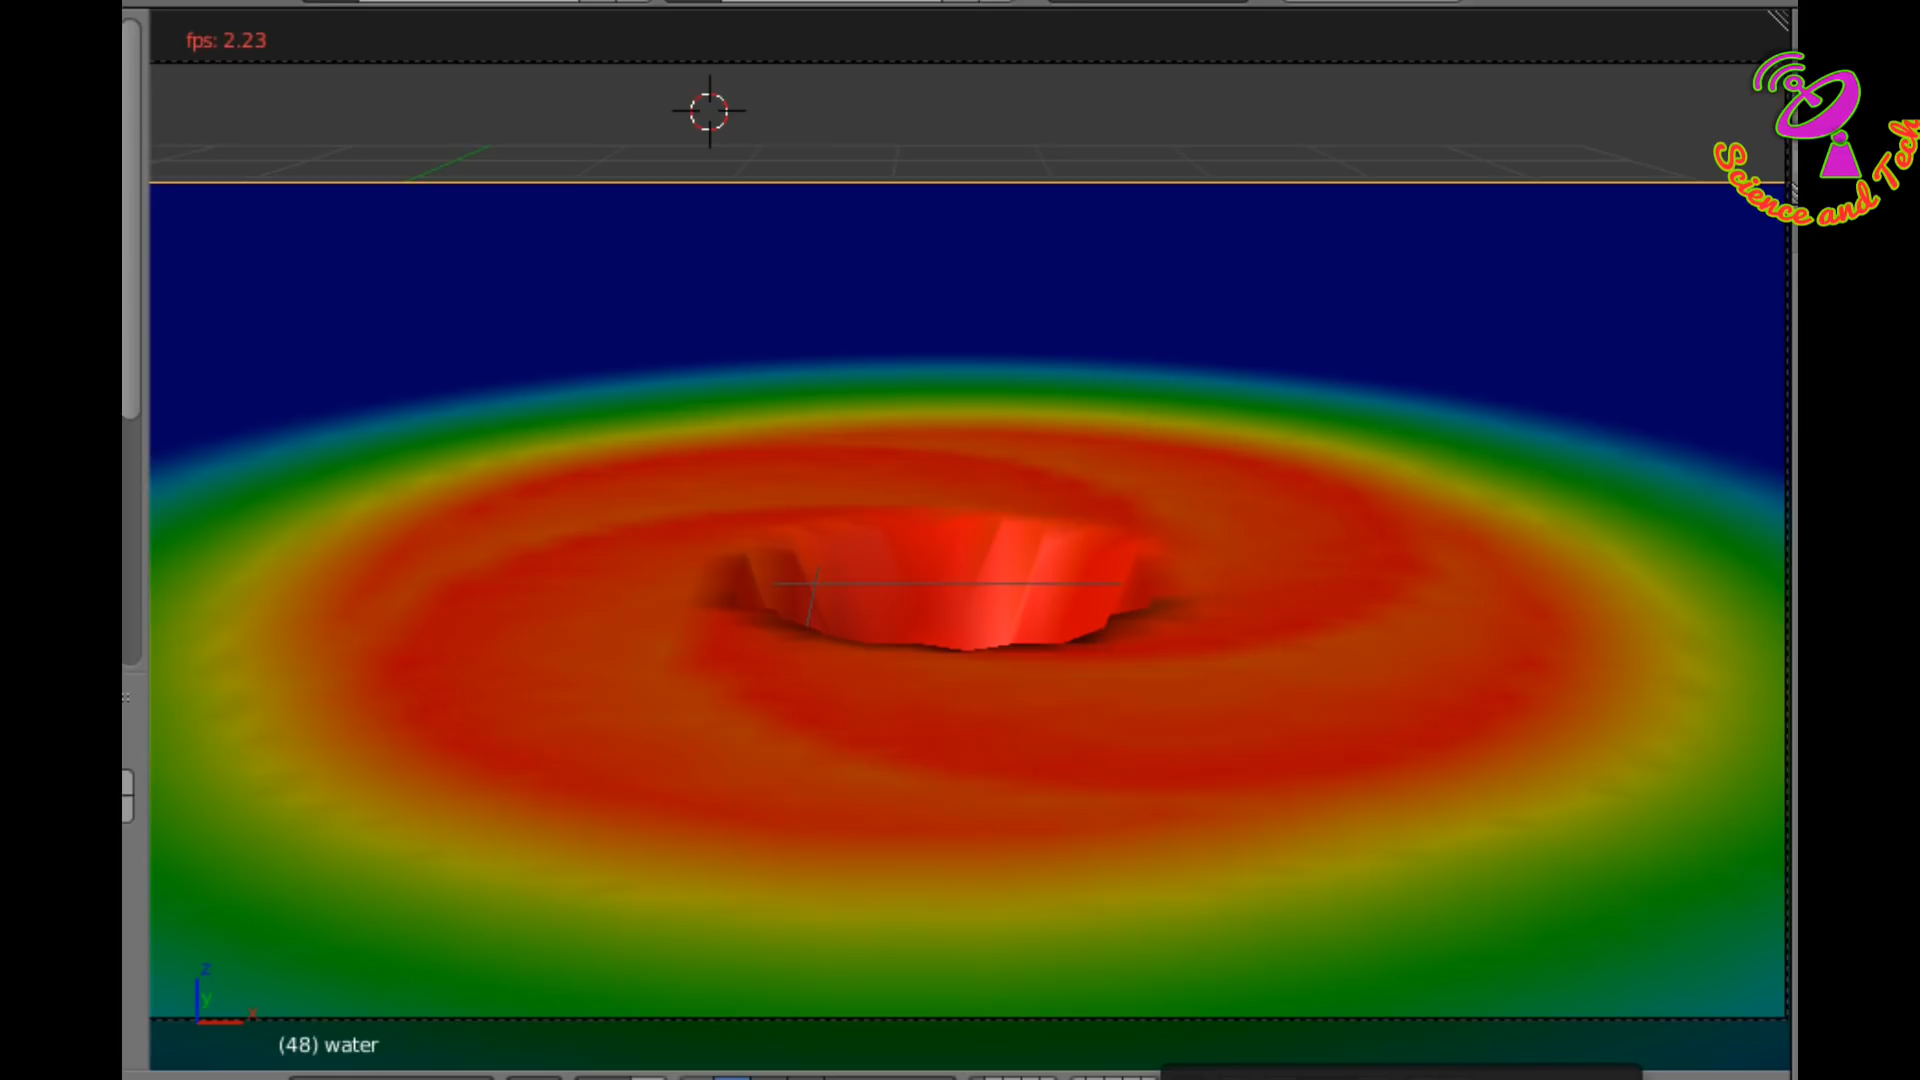 fps: 2.23
Science and Tech
z
y
x
(48) water